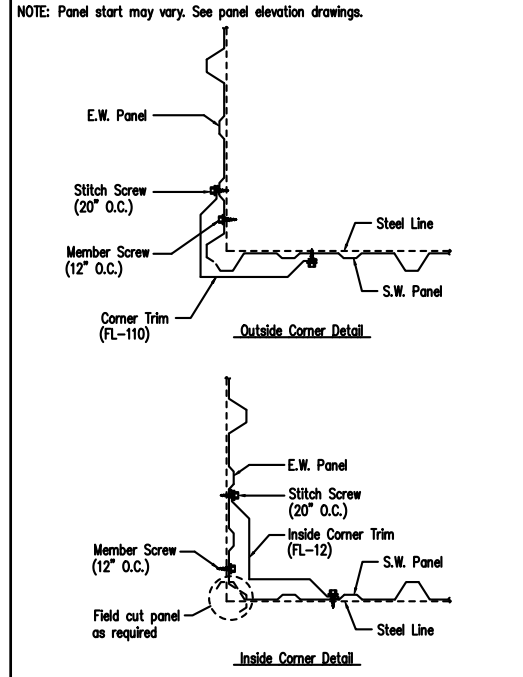 NOTE: Panel start may vary. See panel elevation drawings.
E.W. Panel
Stitch Screw
(20" O.C.)
Steel Line
Member Screw
(12" O.C.)
S.W. Panel
Corner Trim
(FL-110)
Outside Corner Detail
E.W. Panel
Stitch Screw
(20" O.C.)
Inside Corner Trim
(FL-12)
Member Screw
(12" O.C.)
S.W. Panel
Field cut panel
as required
Steel Line
Inside Corner Detail